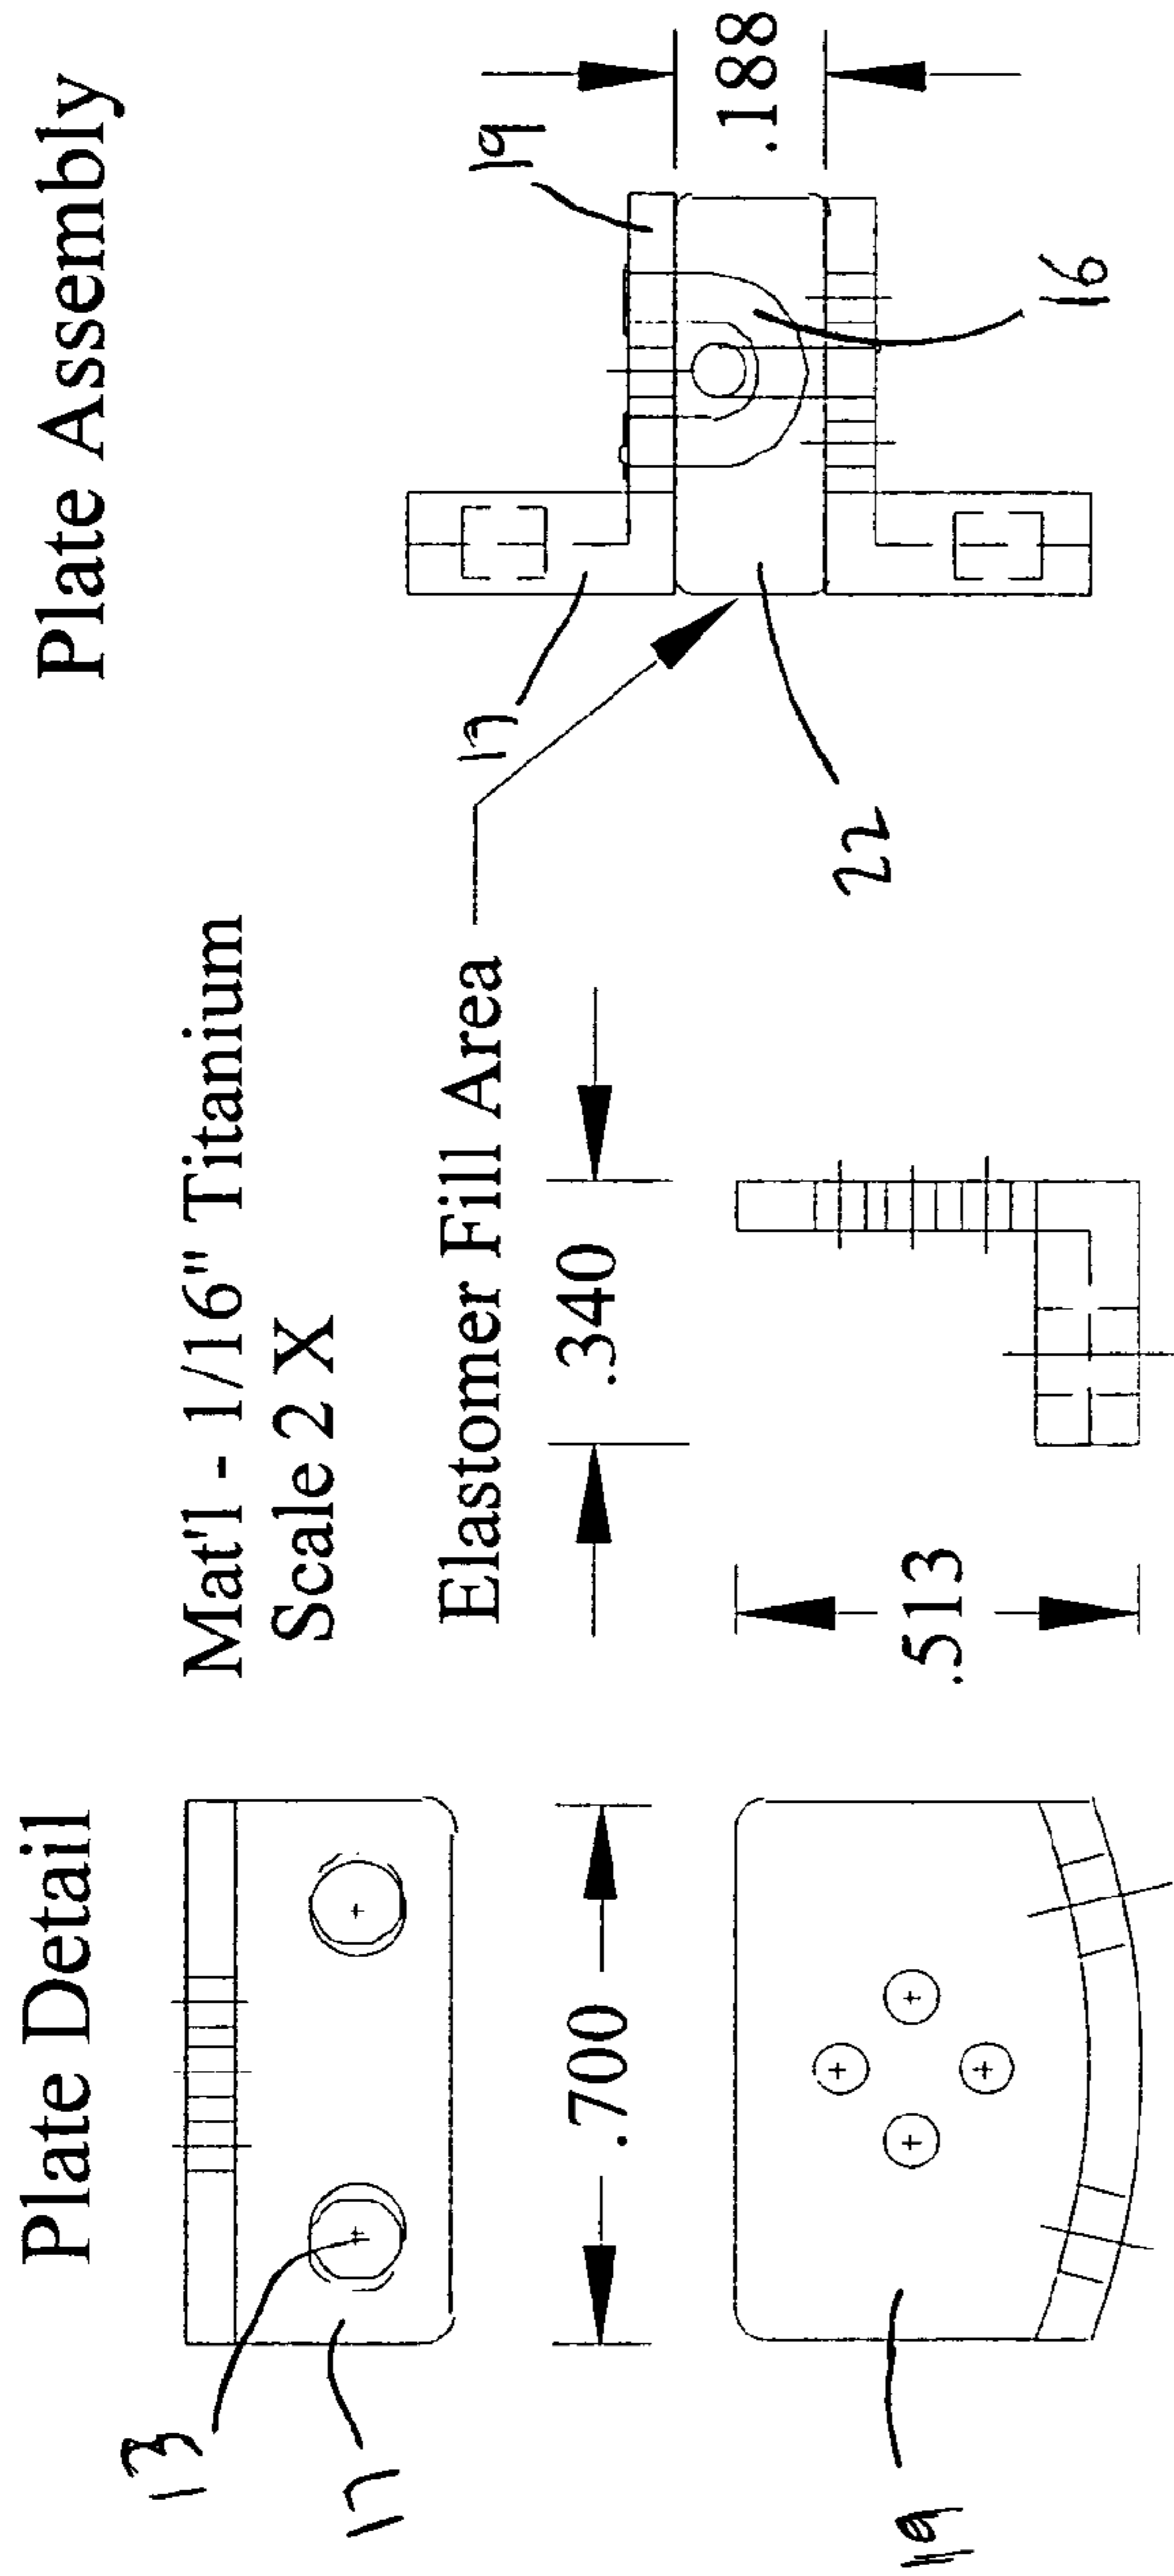 Plate Detail
Plate Assembly
Mat'l - 1/16" Titanium
Scale 2 X
Elastomer Fill Area
13
17
.700
19
.340
.513
17
19
.188
16
22